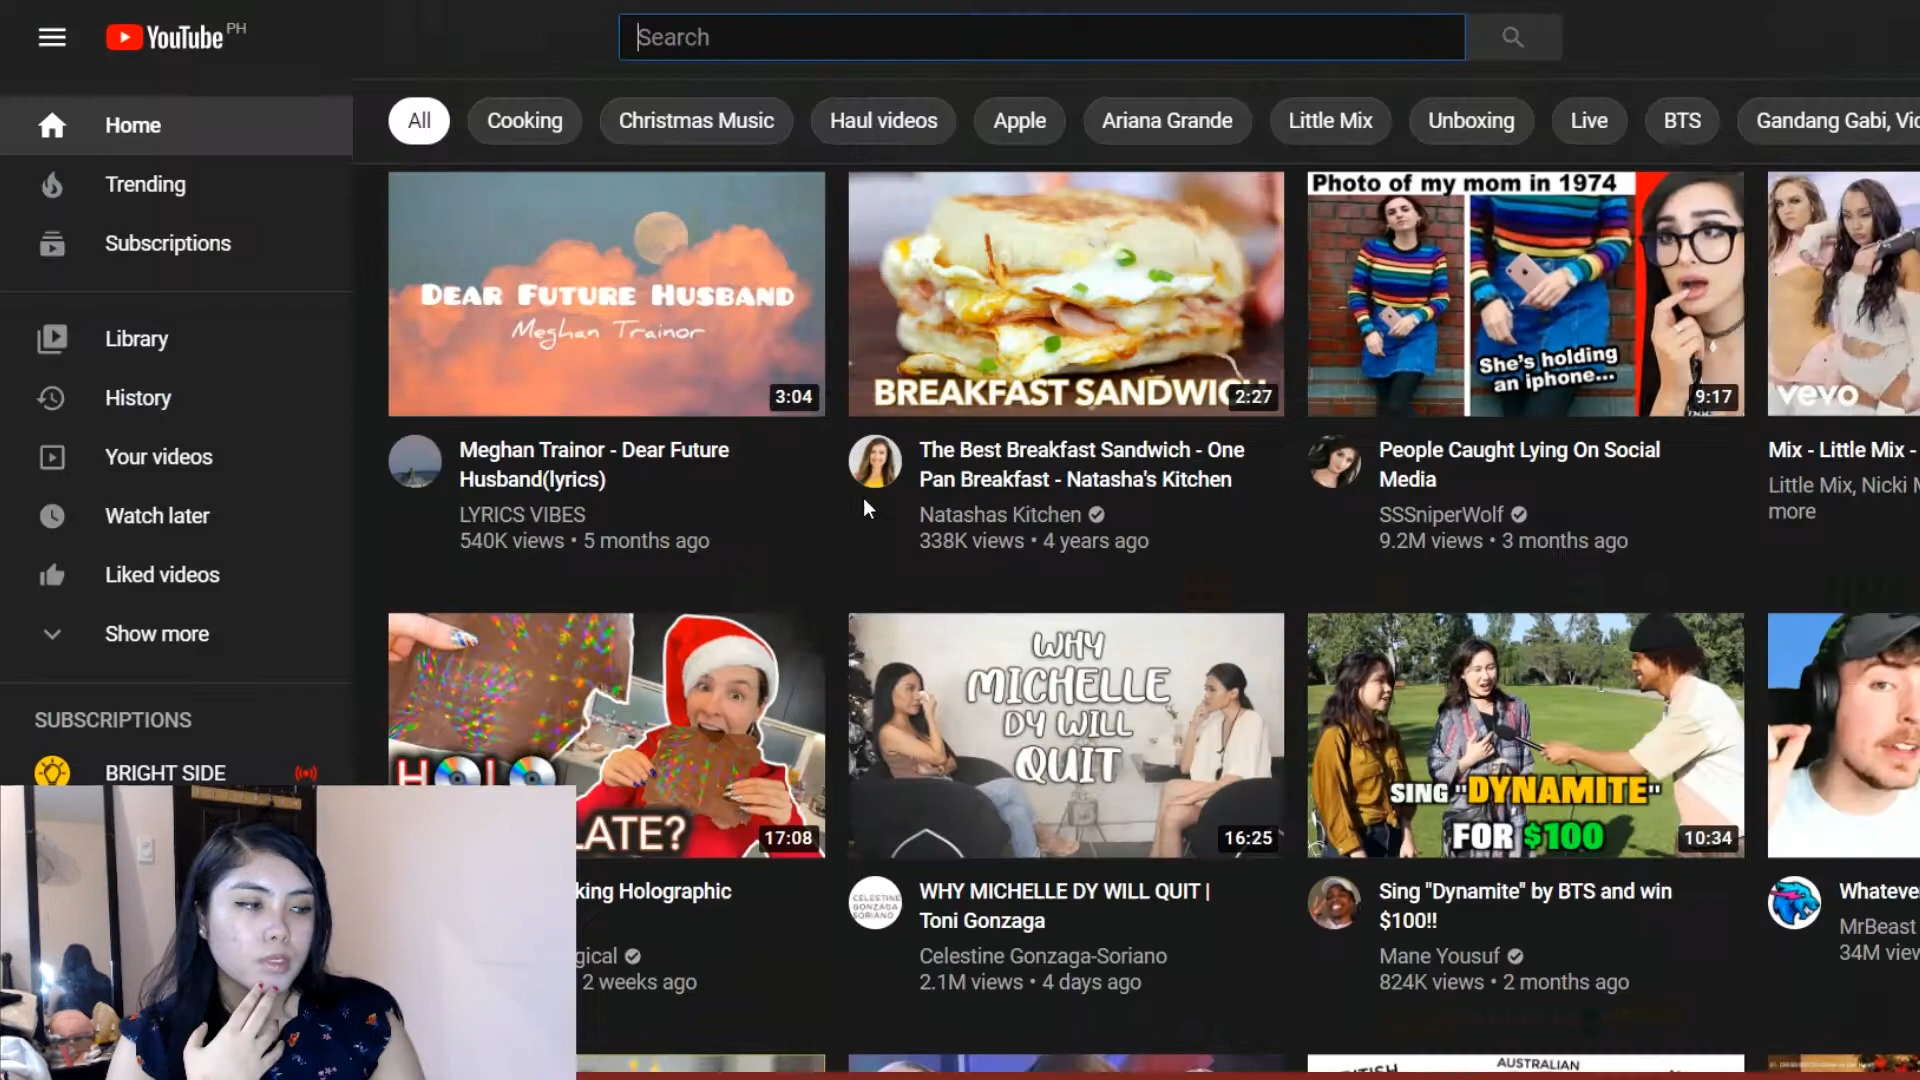 YouTube PH
Search
Home
Trending
Subscriptions
Library
History
Your videos
Watch later
Liked videos
Show more
SUBSCRIPTIONS
BRIGHT SIDE
All
Cooking
Christmas Music
Haul videos
Apple
Ariana Grande
Little Mix
Unboxing
Live
BTS
Gandang Gabi, Vic
DEAR FUTURE HUSBAND
Meghan Trainor
3:04
Meghan Trainor - Dear Future
Husband(lyrics)
LYRICS VIBES
540K views • 5 months ago
BREAKFAST SANDWICH
2:27
The Best Breakfast Sandwich - One
Pan Breakfast - Natasha's Kitchen
Natashas Kitchen
338K views • 4 years ago
Photo of my mom in 1974
She's holding
an iphone...
9:17
People Caught Lying On Social
Media
SSSniperWolf
9.2M views • 3 months ago
vevo
Mix - Little Mix -
Little Mix, Nicki M
more
HOLO
LATE?
17:08
king Holographic
gical
2 weeks ago
WHY
MICHELLE
DY WILL
QUIT
16:25
CELESTINE
GONZAGA
SORIANO
WHY MICHELLE DY WILL QUIT |
Toni Gonzaga
Celestine Gonzaga-Soriano
2.1M views • 4 days ago
SING "DYNAMITE"
FOR $100
10:34
Sing "Dynamite" by BTS and win
$100!!
Mane Yousuf
824K views • 2 months ago
Whatever
MrBeast
34M view
AUSTRALIAN